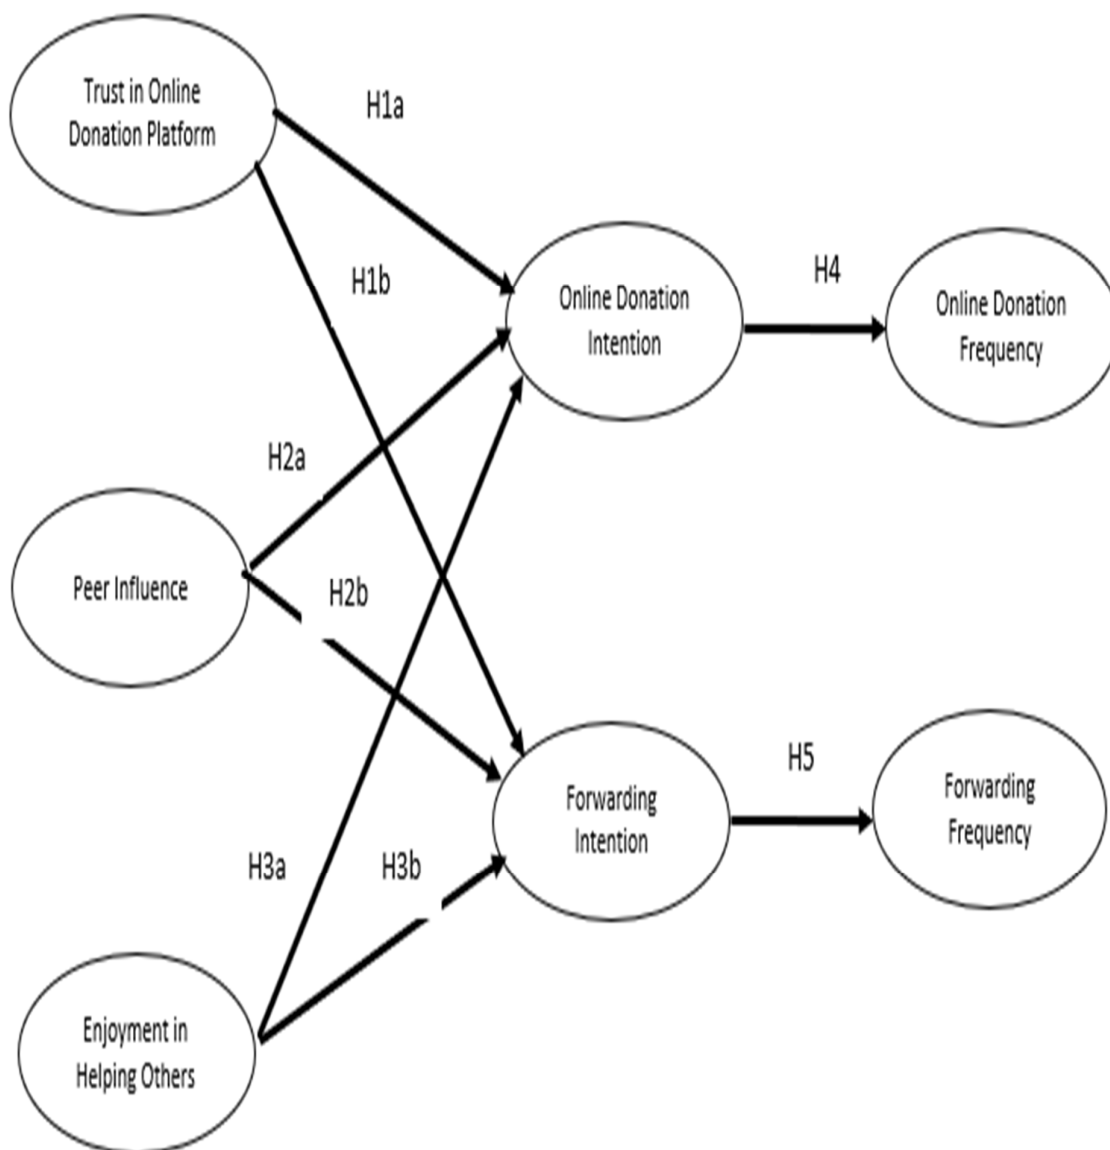 Trust in Online
Donation Platform
H1a
H1b
Online Donation
Intention
H4
Online Donation
Frequency
H2a
Peer Influence
H2b
Forwarding
Intention
H5
Forwarding
Frequency
H3a
H3b
Enjoyment in
Helping Others